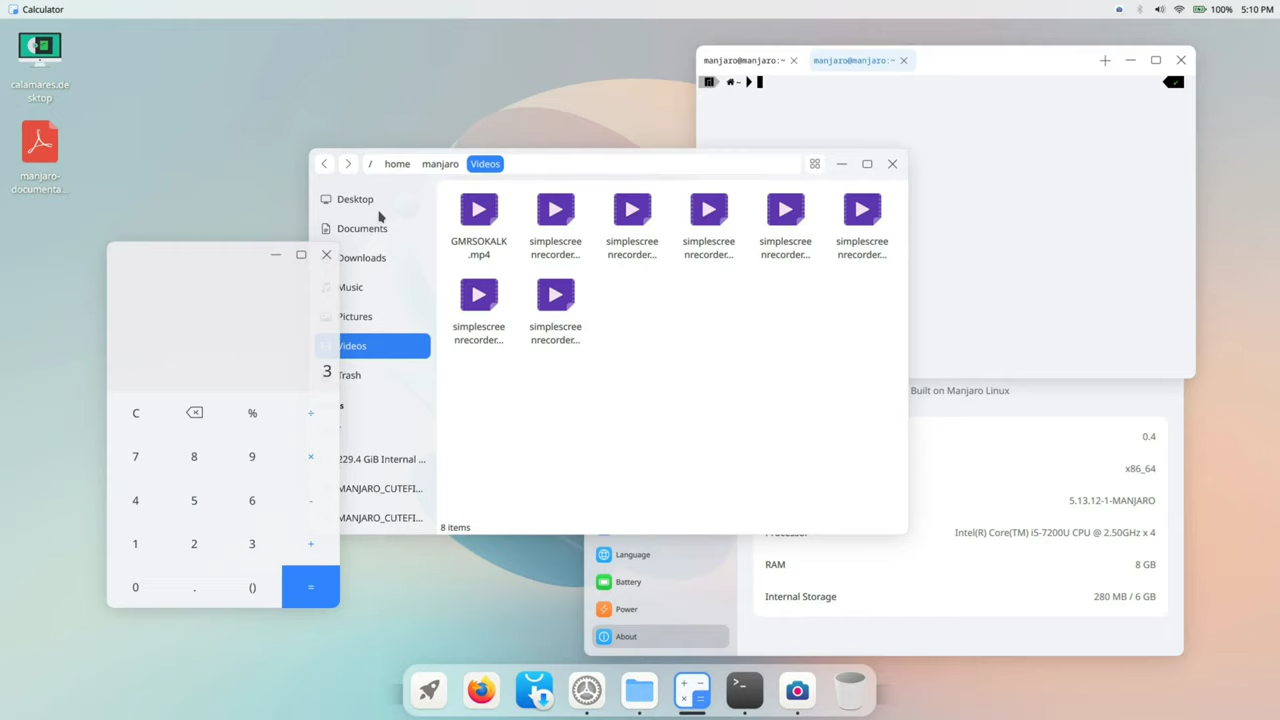 Calculator
100%
5:10 PM
calamares.de
sktop
manjaro-
documenta...
manjaro@manjaro:~
manjaro@manjaro:~
~
/
home
manjaro
Videos
Desktop
Documents
Downloads
Music
Pictures
Videos
Trash
229.4 GiB Internal ...
MANJARO_CUTEFI...
MANJARO_CUTEFI...
GMRSOKALK
.mp4
simplescree
nrecorder...
simplescree
nrecorder...
simplescree
nrecorder...
simplescree
nrecorder...
simplescree
nrecorder...
simplescree
nrecorder...
simplescree
nrecorder...
8 items
3
C
%
÷
7
8
9
×
4
5
6
-
1
2
3
+
0
.
()
=
Built on Manjaro Linux
0.4
x86_64
5.13.12-1-MANJARO
Intel(R) Core(TM) i5-7200U CPU @ 2.50GHz x 4
RAM
8 GB
Internal Storage
280 MB / 6 GB
Language
Battery
Power
About
>_